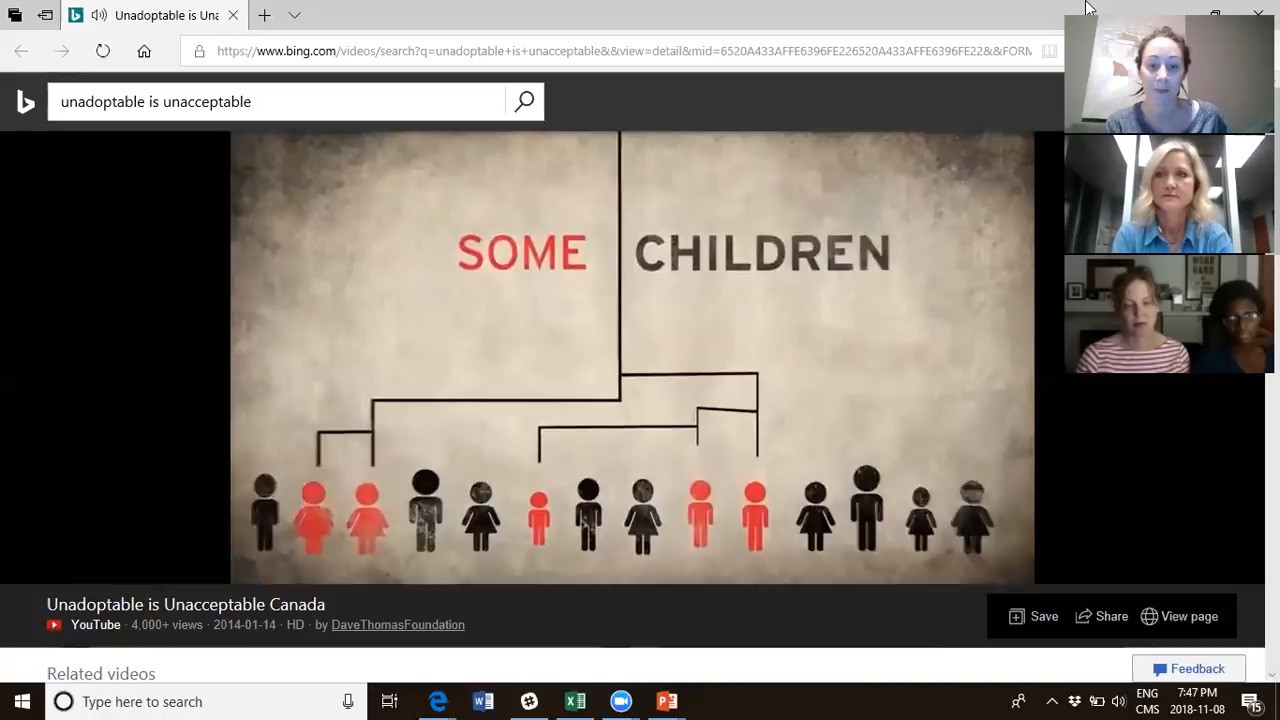 Unadoptable is Una
https://www.bing.com/videos/search?q=unadoptable+is+unacceptable&&view=detail&mid=6520A433AFFE6396FE226520A433AFFE6396FE22&&FORM
unadoptable is unacceptable
SOME CHILDREN
WORK
HARD
Unadoptable is Unacceptable Canada
YouTube · 4,000+ views · 2014-01-14 · HD · by DaveThomasFoundation
Save Share View page
Related videos
Feedback
Type here to search
ENG
CMS
7:47 PM
2018-11-08
15